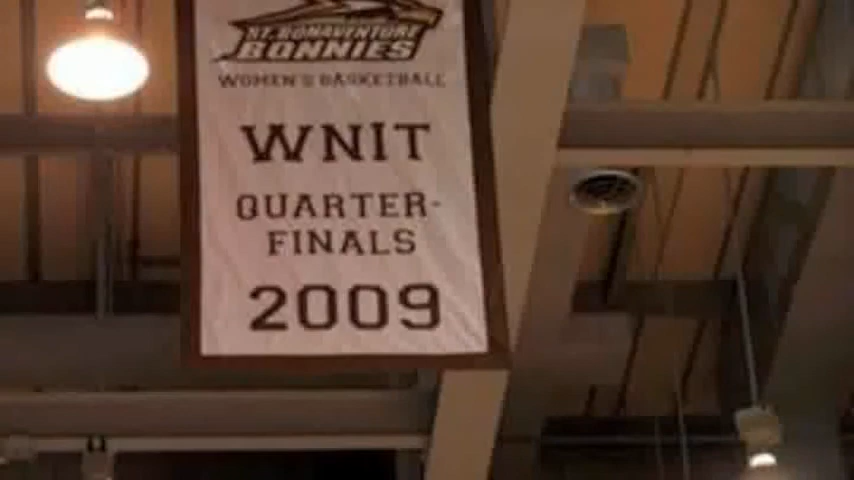 ST. BONAVENTURE
BONNIES
WOMEN'S BASKETBALL
WNIT
QUARTER-
FINALS
2009